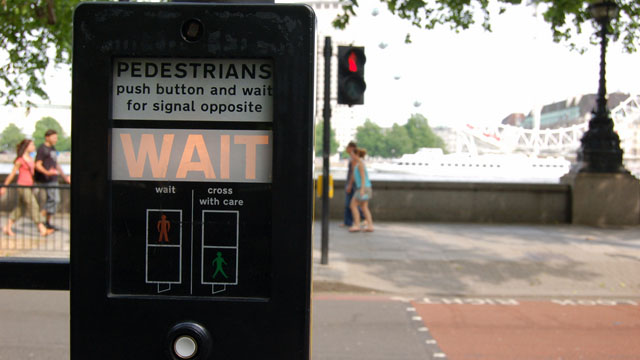 PEDESTRIANS
push button and wait
for signal opposite
WAIT
wait
cross
with care